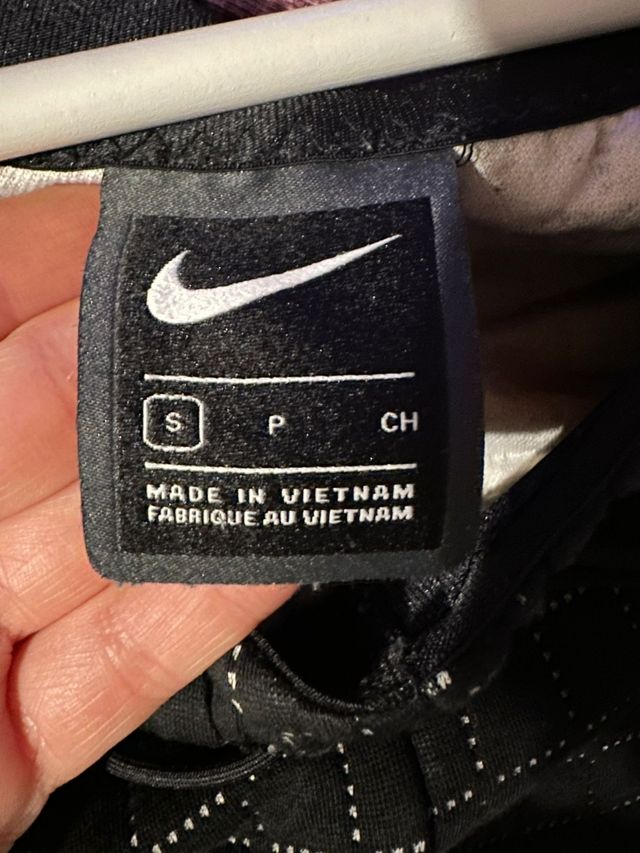 S P CH
MADE IN VIETNAM
FABRIQUE AU VIETNAM